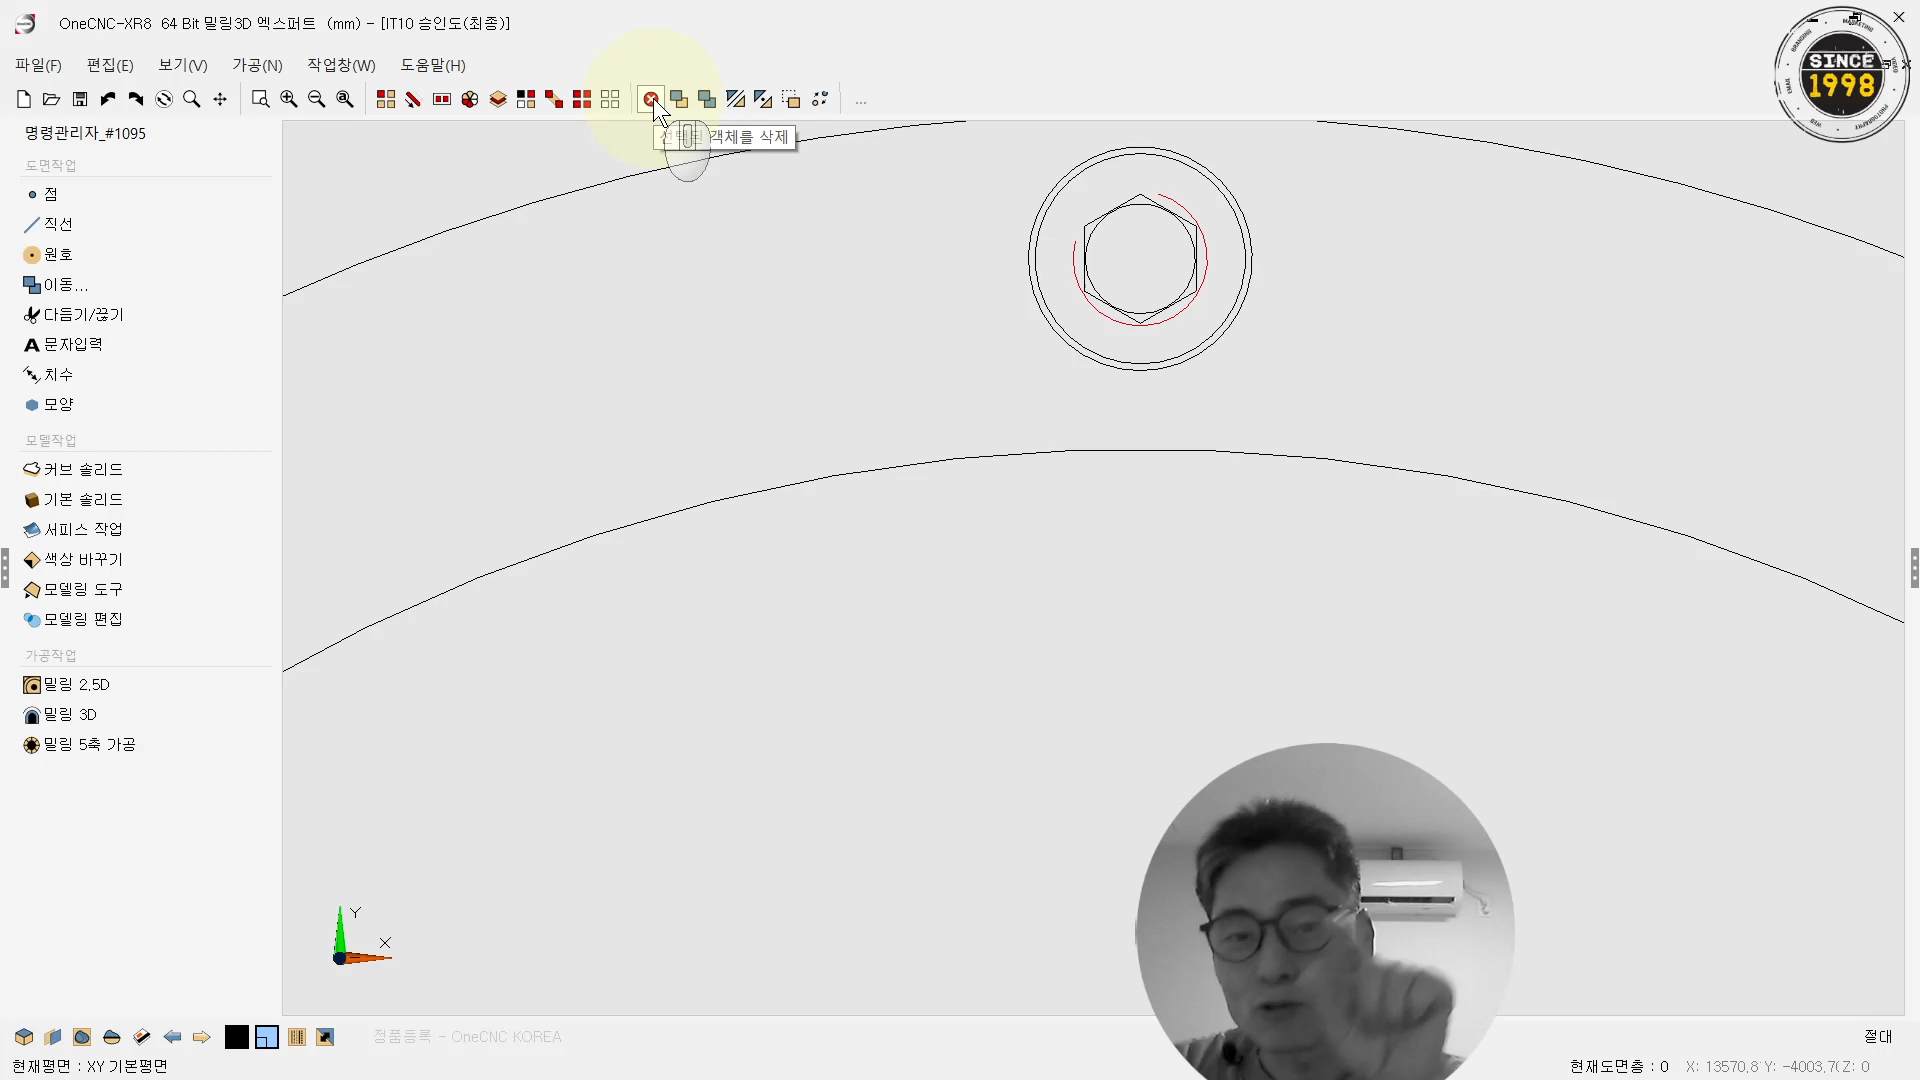 OneCNC-XR8 64 Bit 밀링3D 엑스퍼트 (mm) - [IT10 승인도(최종)]
파일(F) 편집(E) 보기(V) 가공(N) 작업창(W) 도움말(H)
SINCE
1998
...
객체를 삭제
명령관리자_#1095
도면작업
점
직선
원호
이동...
다듬기/끊기
A 문자입력
치수
모양
모델작업
커브 솔리드
기본 솔리드
서피스 작업
색상 바꾸기
모델링 도구
모델링 편집
가공작업
밀링 2.5D
밀링 3D
밀링 5축 가공
Y
X
정품등록 - OneCNC KOREA
절대
현재평면 : XY 기본평면
현재도면층 : 0 X: 13570.8 Y: -4003.7 Z: 0